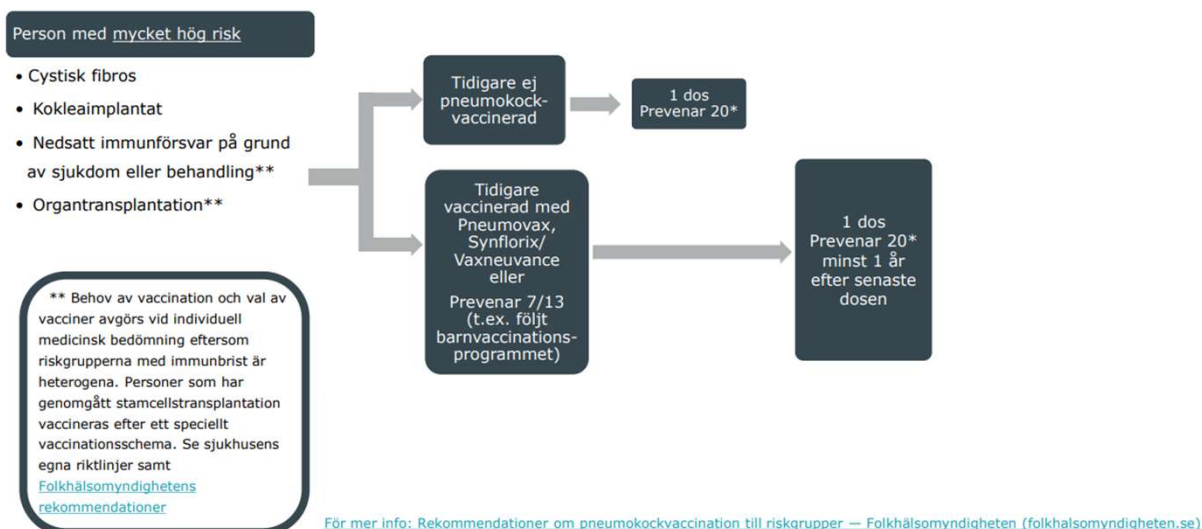 Person med mycket hög risk
• Cystisk fibros
• Kokleaimplantat
• Nedsatt immunförsvar på grund
av sjukdom eller behandling**
• Organtransplantation**
Tidigare ej
pneumokock-
vaccinerad
1 dos
Prevenar 20*
Tidigare
vaccinerad med
Pneumovax,
Synflorix/
Vaxneuvance
eller
Prevenar 7/13
(t.ex. följt
barnvaccinations-
programmet)
1 dos
Prevenar 20*
minst 1 år
efter senaste
dosen
** Behov av vaccination och val av
vacciner avgörs vid individuell
medicinsk bedömning eftersom
riskgrupperna med immunbrist är
heterogena. Personer som har
genomgått stamcellstransplantation
vaccineras efter ett speciellt
vaccinationsschema. Se sjukhusens
egna riktlinjer samt
Folkhälsomyndighetens
rekommendationer
För mer info: Rekommendationer om pneumokockvaccination till riskgrupper — Folkhälsomyndigheten (folkhalsomyndigheten.se)